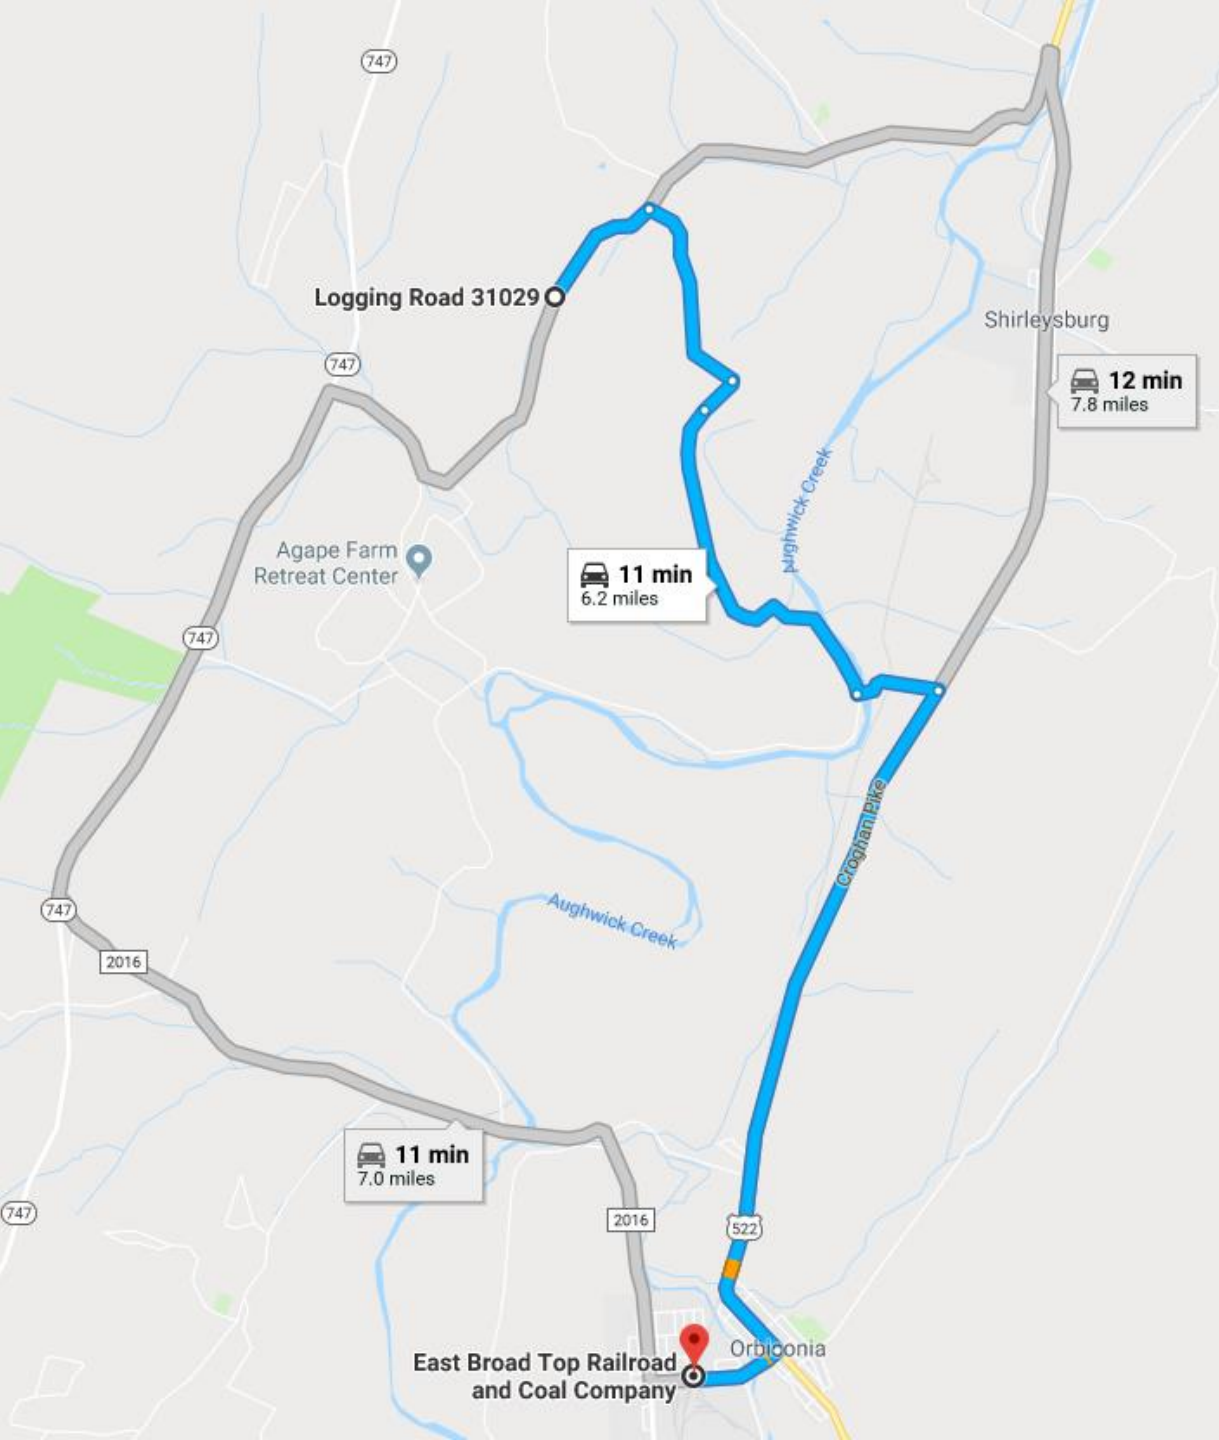 747
Logging Road 31029
Shirleysburg
747
12 min
7.8 miles
Aughwick Creek
Agape Farm
Retreat Center
11 min
6.2 miles
747
Croghan Pike
Aughwick Creek
747
2016
11 min
7.0 miles
747
2016
522
Orbisonia
East Broad Top Railroad
and Coal Company